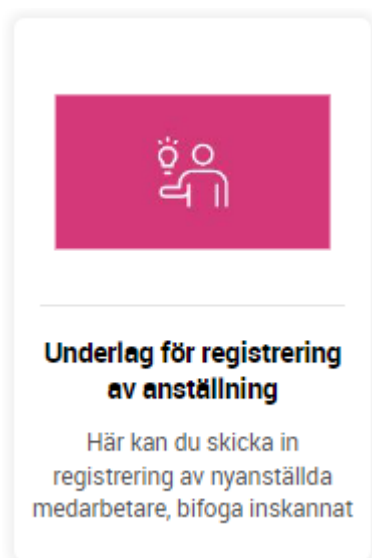 Underlag för registrering
av anställning
Här kan du skicka in
registrering av nyanställda
medarbetare, bifoga inskannat